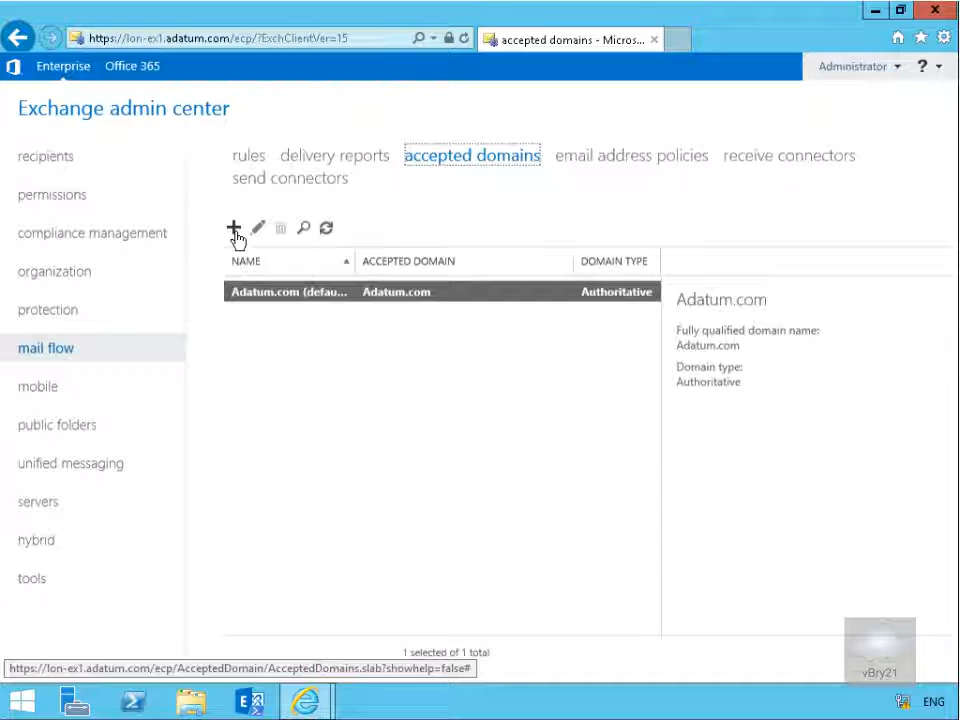 https://lon-ex1.adatum.com/ecp/?ExchClientVer=15
accepted domains - Micros...
Enterprise Office 365
Administrator ?
Exchange admin center
recipients
permissions
compliance management
organization
protection
mail flow
mobile
public folders
unified messaging
servers
hybrid
tools
rules delivery reports accepted domains email address policies receive connectors
send connectors
NAME ACCEPTED DOMAIN DOMAIN TYPE
Adatum.com (defau... Adatum.com Authoritative
Adatum.com
Fully qualified domain name:
Adatum.com
Domain type:
Authoritative
1 selected of 1 total
https://lon-ex1.adatum.com/ecp/AcceptedDomain/AcceptedDomains.slab?showhelp=false#
vBry21
ENG